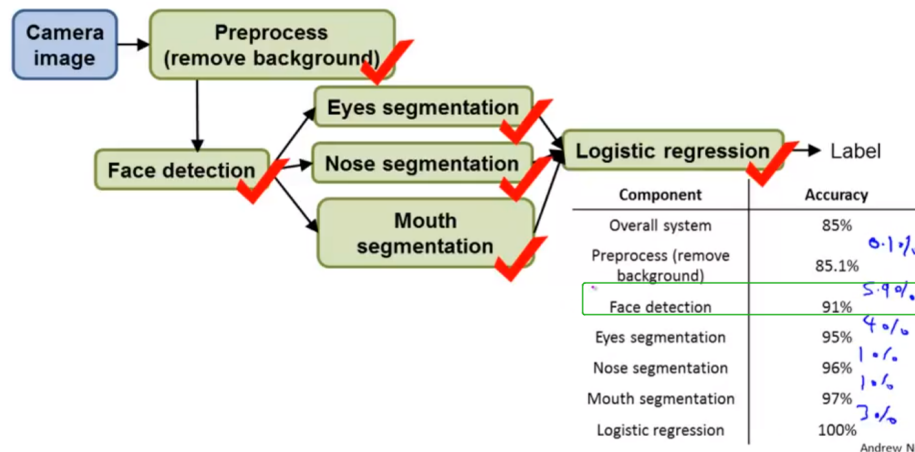 Camera
image
Preprocess
(remove background)
Face detection
Eyes segmentation
Nose segmentation
Mouth
segmentation
Logistic regression
Label
Component Accuracy
Overall system 85%
0.1%
Preprocess (remove
background) 85.1%
5.9%
Face detection 91%
4%
Eyes segmentation 95%
1%
Nose segmentation 96%
1%
Mouth segmentation 97%
3%
Logistic regression 100%
Andrew N